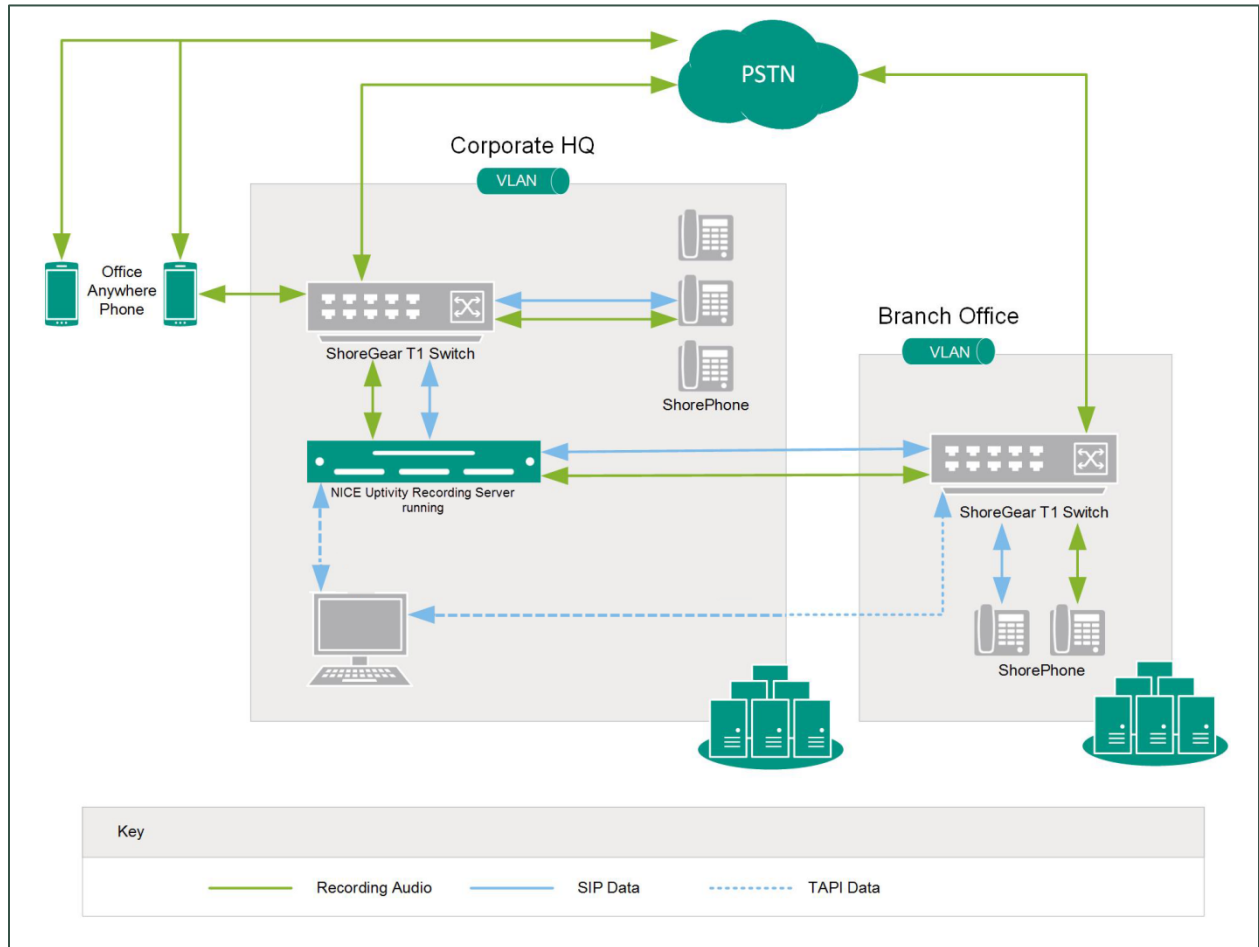 PSTN
Corporate HQ
VLAN
Office
Anywhere
Phone
ShoreGear T1 Switch
ShorePhone
NICE Uptivity Recording Server
running
Branch Office
VLAN
ShoreGear T1 Switch
ShorePhone
Key
Recording Audio
SIP Data
TAPI Data